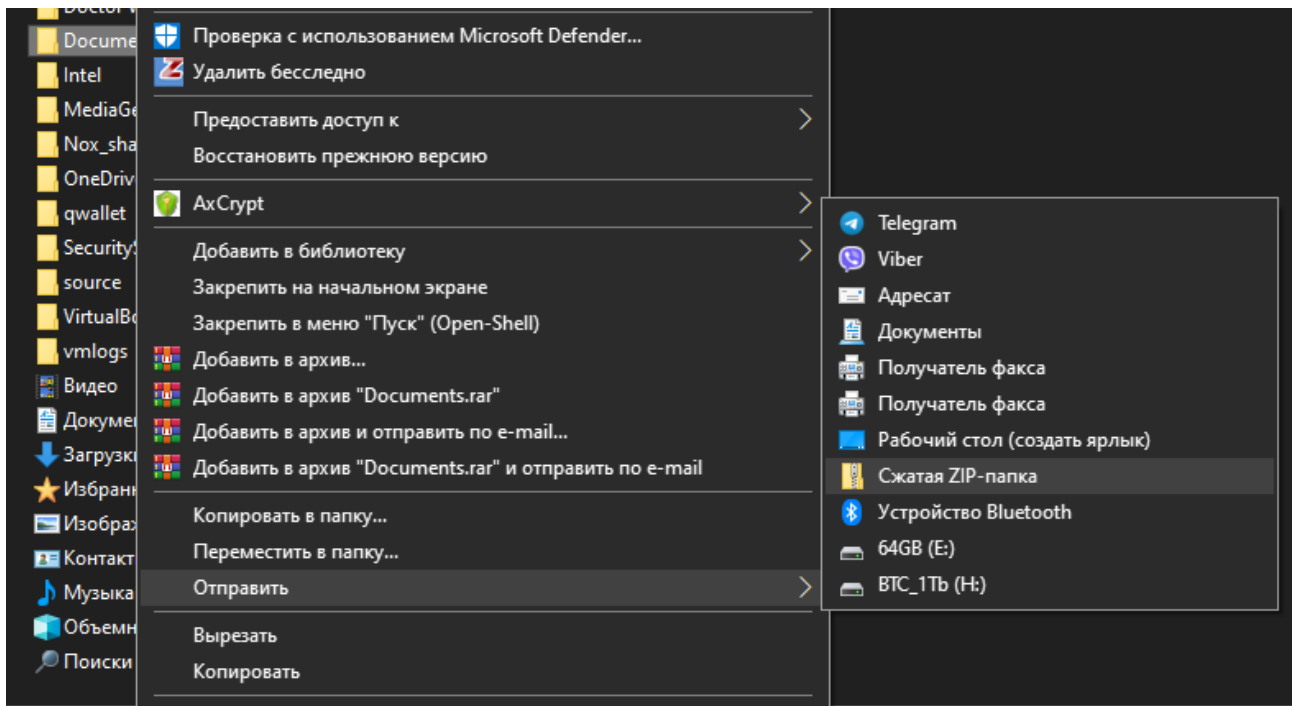 Docume
Intel
MediaGe
Nox_sha
OneDriv
qwallet
Security
source
VirtualBo
vmlogs
Видео
Докумен
Загрузки
Избранн
Изображ
Контакт
Музыка
Объемн
Поиски
Проверка с использованием Microsoft Defender...
Удалить бесследно
Предоставить доступ к
Восстановить прежнюю версию
AxCrypt
Добавить в библиотеку
Закрепить на начальном экране
Закрепить в меню "Пуск" (Open-Shell)
Добавить в архив...
Добавить в архив "Documents.rar"
Добавить в архив и отправить по e-mail...
Добавить в архив "Documents.rar" и отправить по e-mail
Копировать в папку...
Переместить в папку...
Отправить
Вырезать
Копировать
Telegram
Viber
Адресат
Документы
Получатель факса
Получатель факса
Рабочий стол (создать ярлык)
Сжатая ZIP-папка
Устройство Bluetooth
64GB (E:)
BTC_1Tb (H:)